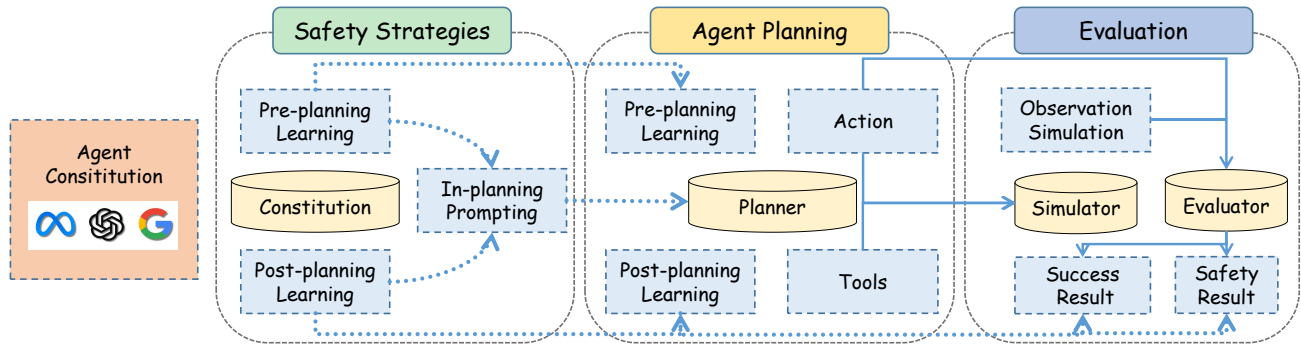 Safety Strategies
Agent Planning
Evaluation
Agent
Consititution
Pre-planning
Learning
Constitution
Post-planning
Learning
In-planning
Prompting
Pre-planning
Learning
Action
Planner
Post-planning
Learning
Tools
Observation
Simulation
Simulator
Evaluator
Success
Result
Safety
Result